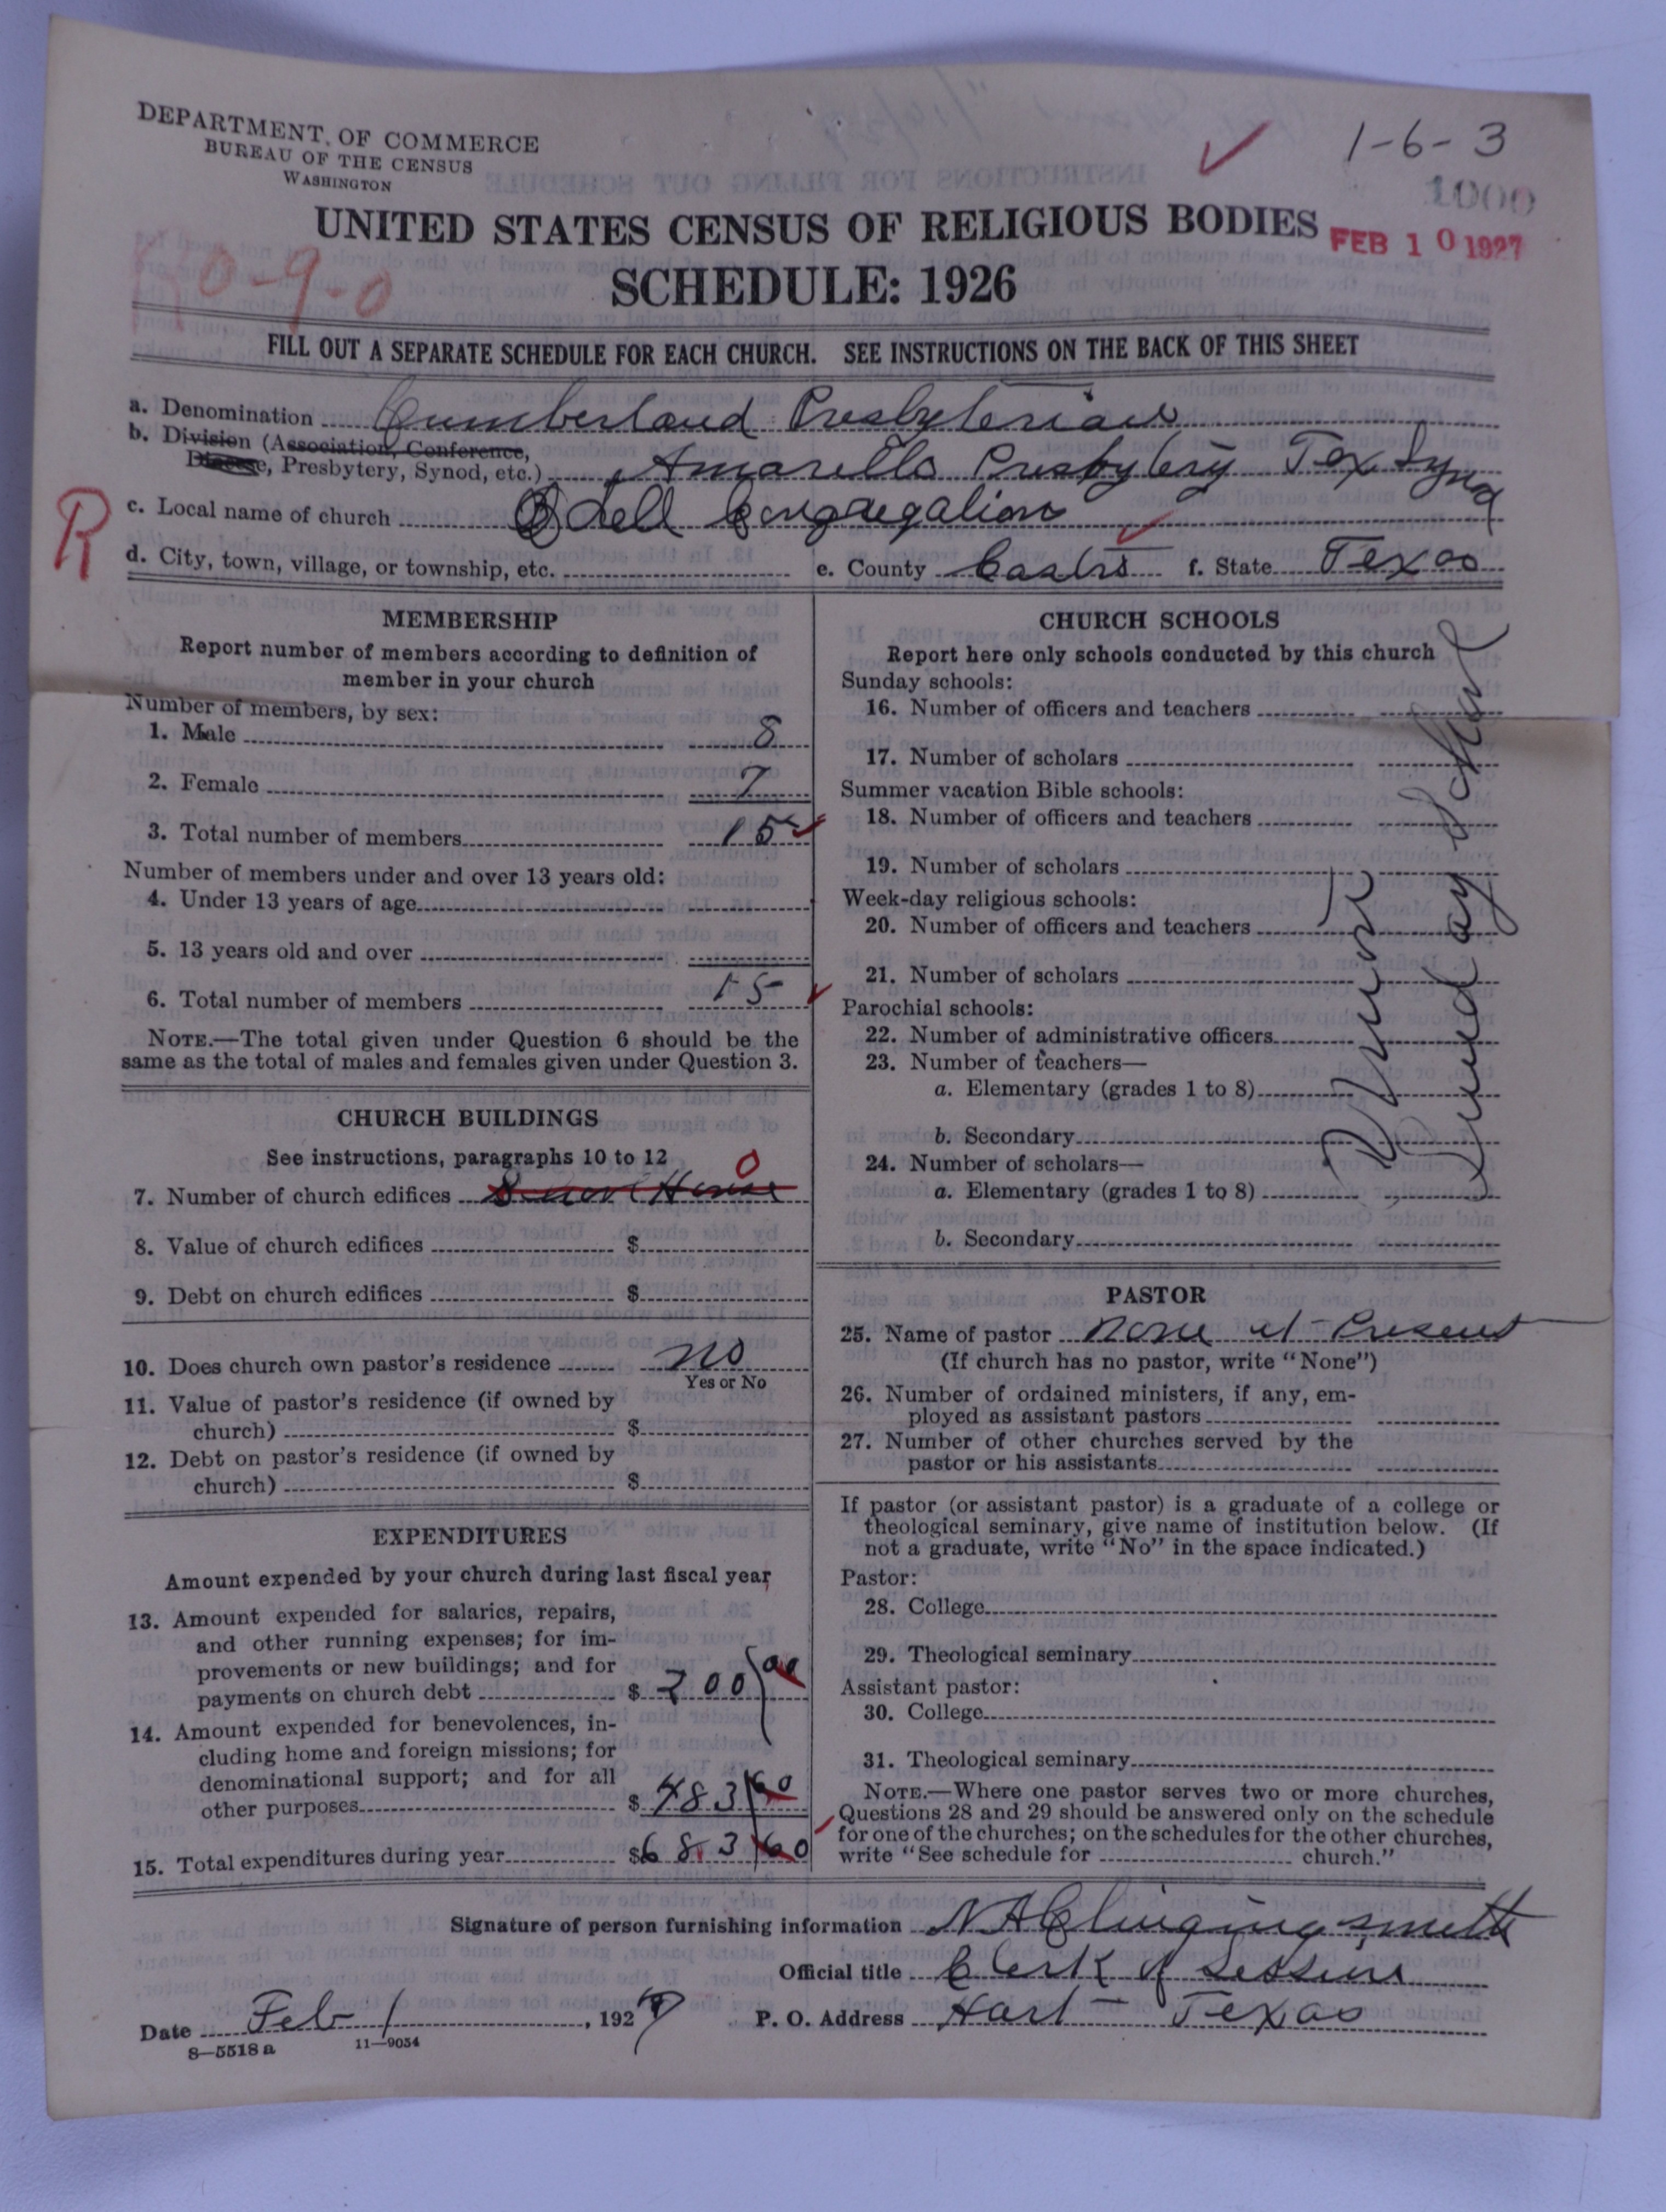 DEPARTMENT OF COMMERCE
BUREAU OF THE CENSUS
WASHINGTON
1-6-3
1000
UNITED STATES CENSUS OF RELIGIOUS BODIES
FEB 10 1927
SCHEDULE: 1926
0-9-0
FILL OUT A SEPARATE SCHEDULE FOR EACH CHURCH. SEE INSTRUCTIONS ON THE BACK OF THIS SHEET
a. Denomination Cumberland Presbyterian
b. Division (Association, Conference,
Diocese, Presbytery, Synod, etc.) Amarillo Presbytery Tex Synod
R
c. Local name of church Odell Congregation
d. City, town, village, or township, etc. e. County Castro f. State Texas
MEMBERSHIP
Report number of members according to definition of
member in your church
Number of members, by sex:
1. Male 8
2. Female 7
3. Total number of members 15
Number of members under and over 13 years old:
4. Under 13 years of age
5. 13 years old and over
6. Total number of members 15
NOTE.—The total given under Question 6 should be the
same as the total of males and females given under Question 3.
CHURCH BUILDINGS
See instructions, paragraphs 10 to 12
0
7. Number of church edifices House
8. Value of church edifices $
9. Debt on church edifices $
10. Does church own pastor's residence no
Yes or No
11. Value of pastor's residence (if owned by
church) $
12. Debt on pastor's residence (if owned by
church) $
EXPENDITURES
Amount expended by your church during last fiscal year
13. Amount expended for salaries, repairs,
and other running expenses; for im-
provements or new buildings; and for
payments on church debt $ 200 00
14. Amount expended for benevolences, in-
cluding home and foreign missions; for
denominational support; and for all
other purposes $ 483 60
15. Total expenditures during year $ 683 60
CHURCH SCHOOLS
Report here only schools conducted by this church
Sunday schools:
16. Number of officers and teachers
17. Number of scholars
Summer vacation Bible schools:
18. Number of officers and teachers
19. Number of scholars
Week-day religious schools:
20. Number of officers and teachers
21. Number of scholars
Parochial schools:
22. Number of administrative officers
23. Number of teachers—
a. Elementary (grades 1 to 8)
b. Secondary
24. Number of scholars—
a. Elementary (grades 1 to 8)
b. Secondary
Union
Sunday School
PASTOR
25. Name of pastor none at Present
(If church has no pastor, write "None")
26. Number of ordained ministers, if any, em-
ployed as assistant pastors
27. Number of other churches served by the
pastor or his assistants
If pastor (or assistant pastor) is a graduate of a college or
theological seminary, give name of institution below. (If
not a graduate, write "No" in the space indicated.)
Pastor:
28. College
29. Theological seminary
Assistant pastor:
30. College
31. Theological seminary
NOTE.—Where one pastor serves two or more churches,
Questions 28 and 29 should be answered only on the schedule
for one of the churches; on the schedules for the other churches,
write "See schedule for church."
Signature of person furnishing information N A Clingingsmith
Official title Clerk of Session
Date Feb 1, 1927 P. O. Address Hart Texas
8—5518 a 11—9054